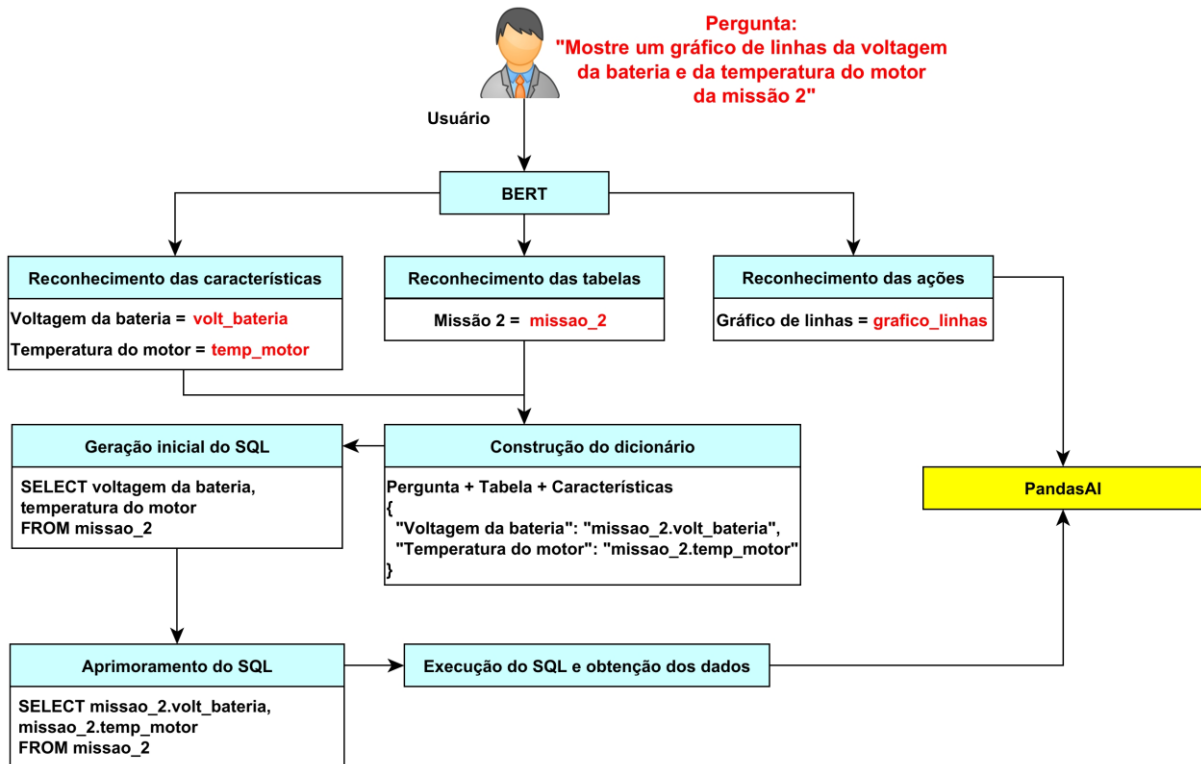 Pergunta:
"Mostre um gráfico de linhas da voltagem
da bateria e da temperatura do motor
da missão 2"
Usuário
BERT
Reconhecimento das características
Voltagem da bateria = volt_bateria
Temperatura do motor = temp_motor
Reconhecimento das tabelas
Missão 2 = missao_2
Reconhecimento das ações
Gráfico de linhas = grafico_linhas
Geração inicial do SQL
SELECT voltagem da bateria,
temperatura do motor
FROM missao_2
Construção do dicionário
Pergunta + Tabela + Características
{
"Voltagem da bateria": "missao_2.volt_bateria",
"Temperatura do motor": "missao_2.temp_motor"
}
PandasAI
Aprimoramento do SQL
SELECT missao_2.volt_bateria,
missao_2.temp_motor
FROM missao_2
Execução do SQL e obtenção dos dados